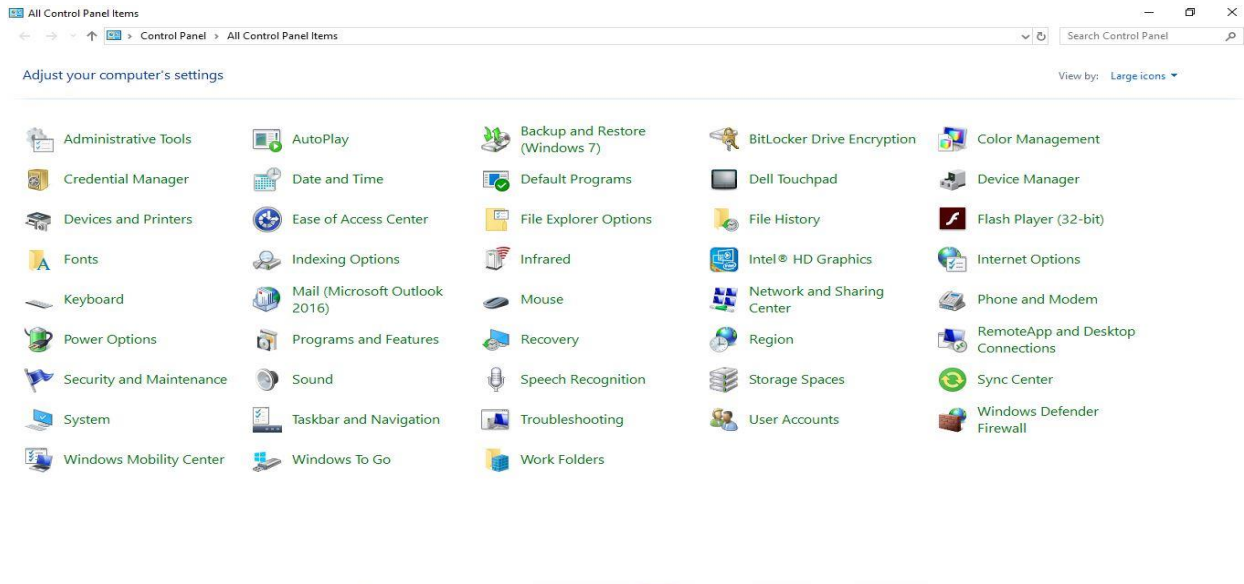 All Control Panel Items
Control Panel > All Control Panel Items
Search Control Panel
Adjust your computer's settings
View by: Large icons
Administrative Tools
AutoPlay
Backup and Restore
(Windows 7)
BitLocker Drive Encryption
Color Management
Credential Manager
Date and Time
Default Programs
Dell Touchpad
Device Manager
Devices and Printers
Ease of Access Center
File Explorer Options
File History
Flash Player (32-bit)
Fonts
Indexing Options
Infrared
Intel® HD Graphics
Internet Options
Keyboard
Mail (Microsoft Outlook
2016)
Mouse
Network and Sharing
Center
Phone and Modem
Power Options
Programs and Features
Recovery
Region
RemoteApp and Desktop
Connections
Security and Maintenance
Sound
Speech Recognition
Storage Spaces
Sync Center
System
Taskbar and Navigation
Troubleshooting
User Accounts
Windows Defender
Firewall
Windows Mobility Center
Windows To Go
Work Folders